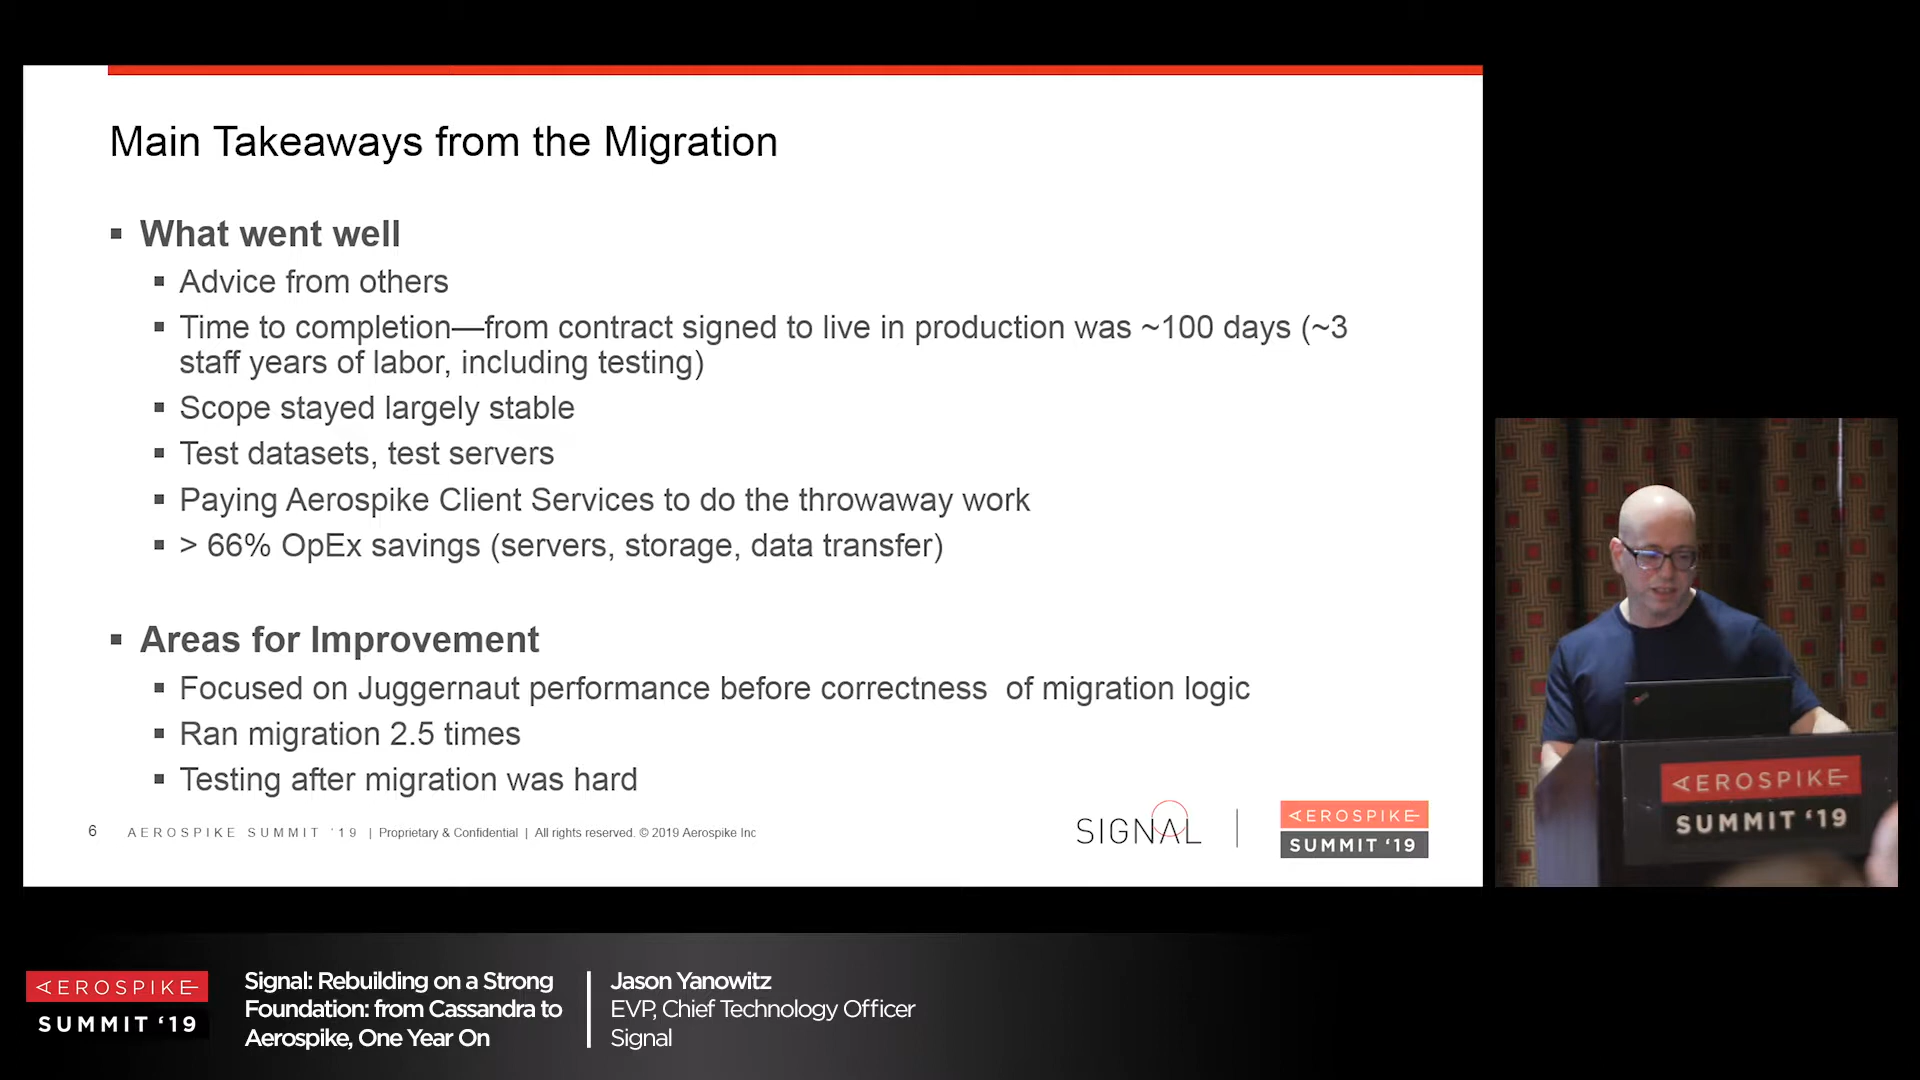 Main Takeaways from the Migration
What went well
Advice from others
Time to completion—from contract signed to live in production was ~100 days (~3
staff years of labor, including testing)
Scope stayed largely stable
Test datasets, test servers
Paying Aerospike Client Services to do the throwaway work
> 66% OpEx savings (servers, storage, data transfer)
Areas for Improvement
Focused on Juggernaut performance before correctness  of migration logic
Ran migration 2.5 times
Testing after migration was hard
6 AEROSPIKE SUMMIT '19 | Proprietary & Confidential | All rights reserved. © 2019 Aerospike Inc
SIGNAL
AEROSPIKE
SUMMIT '19
AEROSPIKE
SUMMIT '19
AEROSPIKE
SUMMIT '19
Signal: Rebuilding on a Strong
Foundation: from Cassandra to
Aerospike, One Year On
Jason Yanowitz
EVP, Chief Technology Officer
Signal